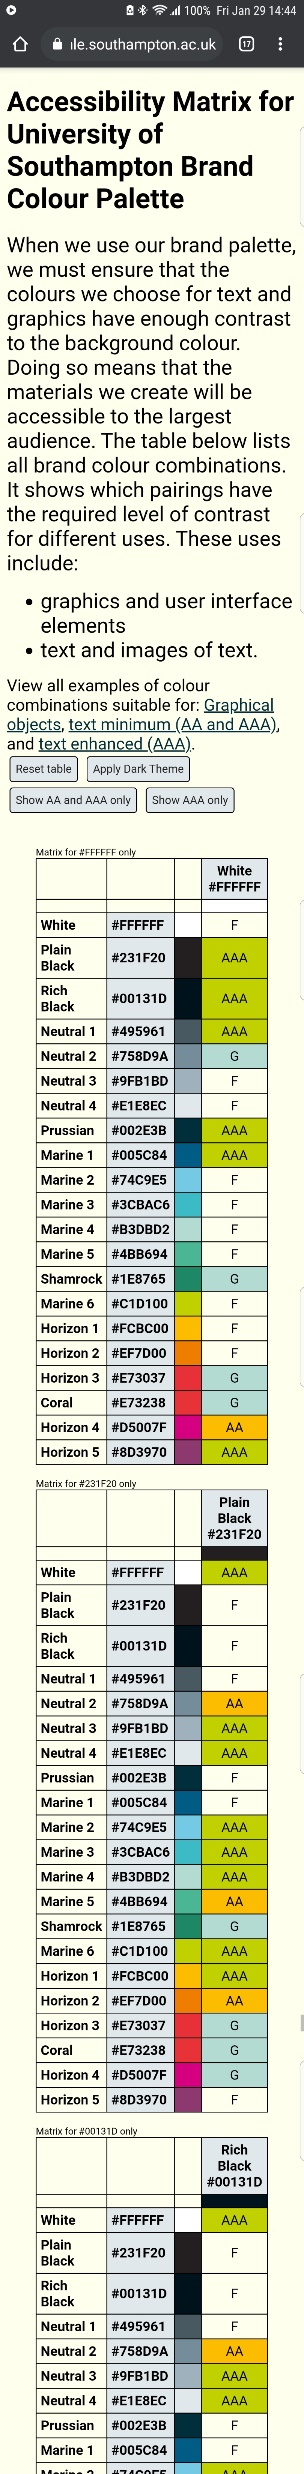 100% Fri Jan 29 14:44
ile.southampton.ac.uk
17
Accessibility Matrix for
University of
Southampton Brand
Colour Palette
When we use our brand palette,
we must ensure that the
colours we choose for text and
graphics have enough contrast
to the background colour.
Doing so means that the
materials we create will be
accessible to the largest
audience. The table below lists
all brand colour combinations.
It shows which pairings have
the required level of contrast
for different uses. These uses
include:
• graphics and user interface
elements
• text and images of text.
View all examples of colour
combinations suitable for: Graphical
objects, text minimum (AA and AAA),
and text enhanced (AAA).
Reset table Apply Dark Theme
Show AA and AAA only Show AAA only
Matrix for #FFFFFF only
White
#FFFFFF
White #FFFFFF F
Plain
Black #231F20 AAA
Rich
Black #00131D AAA
Neutral 1 #495961 AAA
Neutral 2 #758D9A G
Neutral 3 #9FB1BD F
Neutral 4 #E1E8EC F
Prussian #002E3B AAA
Marine 1 #005C84 AAA
Marine 2 #74C9E5 F
Marine 3 #3CBAC6 F
Marine 4 #B3DBD2 F
Marine 5 #4BB694 F
Shamrock #1E8765 G
Marine 6 #C1D100 F
Horizon 1 #FCBC00 F
Horizon 2 #EF7D00 F
Horizon 3 #E73037 G
Coral #E73238 G
Horizon 4 #D5007F AA
Horizon 5 #8D3970 AAA
Matrix for #231F20 only
Plain
Black
#231F20
White #FFFFFF AAA
Plain
Black #231F20 F
Rich
Black #00131D F
Neutral 1 #495961 F
Neutral 2 #758D9A AA
Neutral 3 #9FB1BD AAA
Neutral 4 #E1E8EC AAA
Prussian #002E3B F
Marine 1 #005C84 F
Marine 2 #74C9E5 AAA
Marine 3 #3CBAC6 AAA
Marine 4 #B3DBD2 AAA
Marine 5 #4BB694 AA
Shamrock #1E8765 G
Marine 6 #C1D100 AAA
Horizon 1 #FCBC00 AAA
Horizon 2 #EF7D00 AA
Horizon 3 #E73037 G
Coral #E73238 G
Horizon 4 #D5007F G
Horizon 5 #8D3970 F
Matrix for #00131D only
Rich
Black
#00131D
White #FFFFFF AAA
Plain
Black #231F20 F
Rich
Black #00131D F
Neutral 1 #495961 F
Neutral 2 #758D9A AA
Neutral 3 #9FB1BD AAA
Neutral 4 #E1E8EC AAA
Prussian #002E3B F
Marine 1 #005C84 F
Marine 2 #74C9E5 AAA